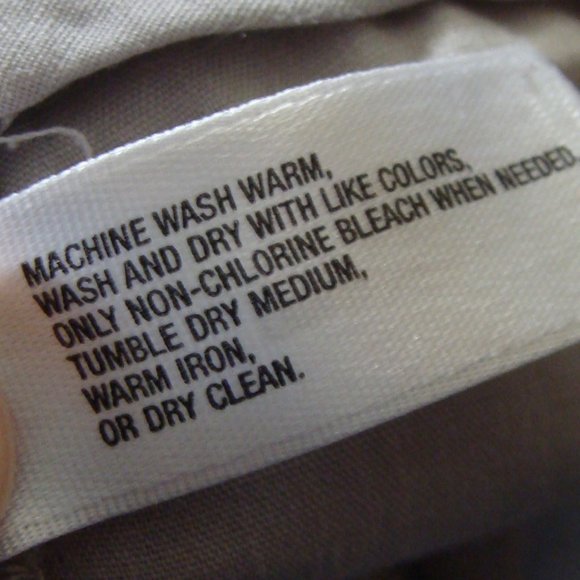 MACHINE WASH WARM,
WASH AND DRY WITH LIKE COLORS,
ONLY NON-CHLORINE BLEACH WHEN NEEDED.
TUMBLE DRY MEDIUM,
WARM IRON,
OR DRY CLEAN.